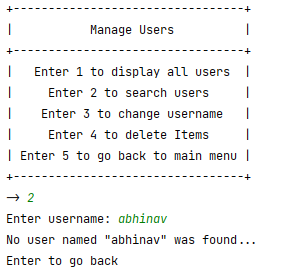 +---------------------------------+
|           Manage Users          |
+---------------------------------+
|   Enter 1 to display all users  |
|     Enter 2 to search users     |
|    Enter 3 to change username   |
|     Enter 4 to delete Items     |
| Enter 5 to go back to main menu |
+---------------------------------+
→ 2
Enter username: abhinav
No user named "abhinav" was found...
Enter to go back